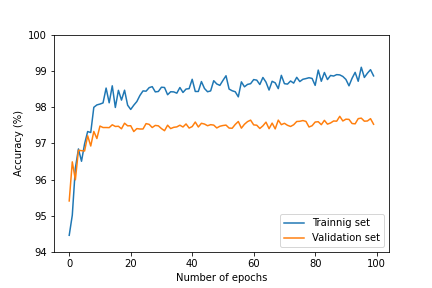 100
99
98
97
96
95
94
Accuracy (%)
0 20 40 60 80 100
Number of epochs
Trainnig set
Validation set